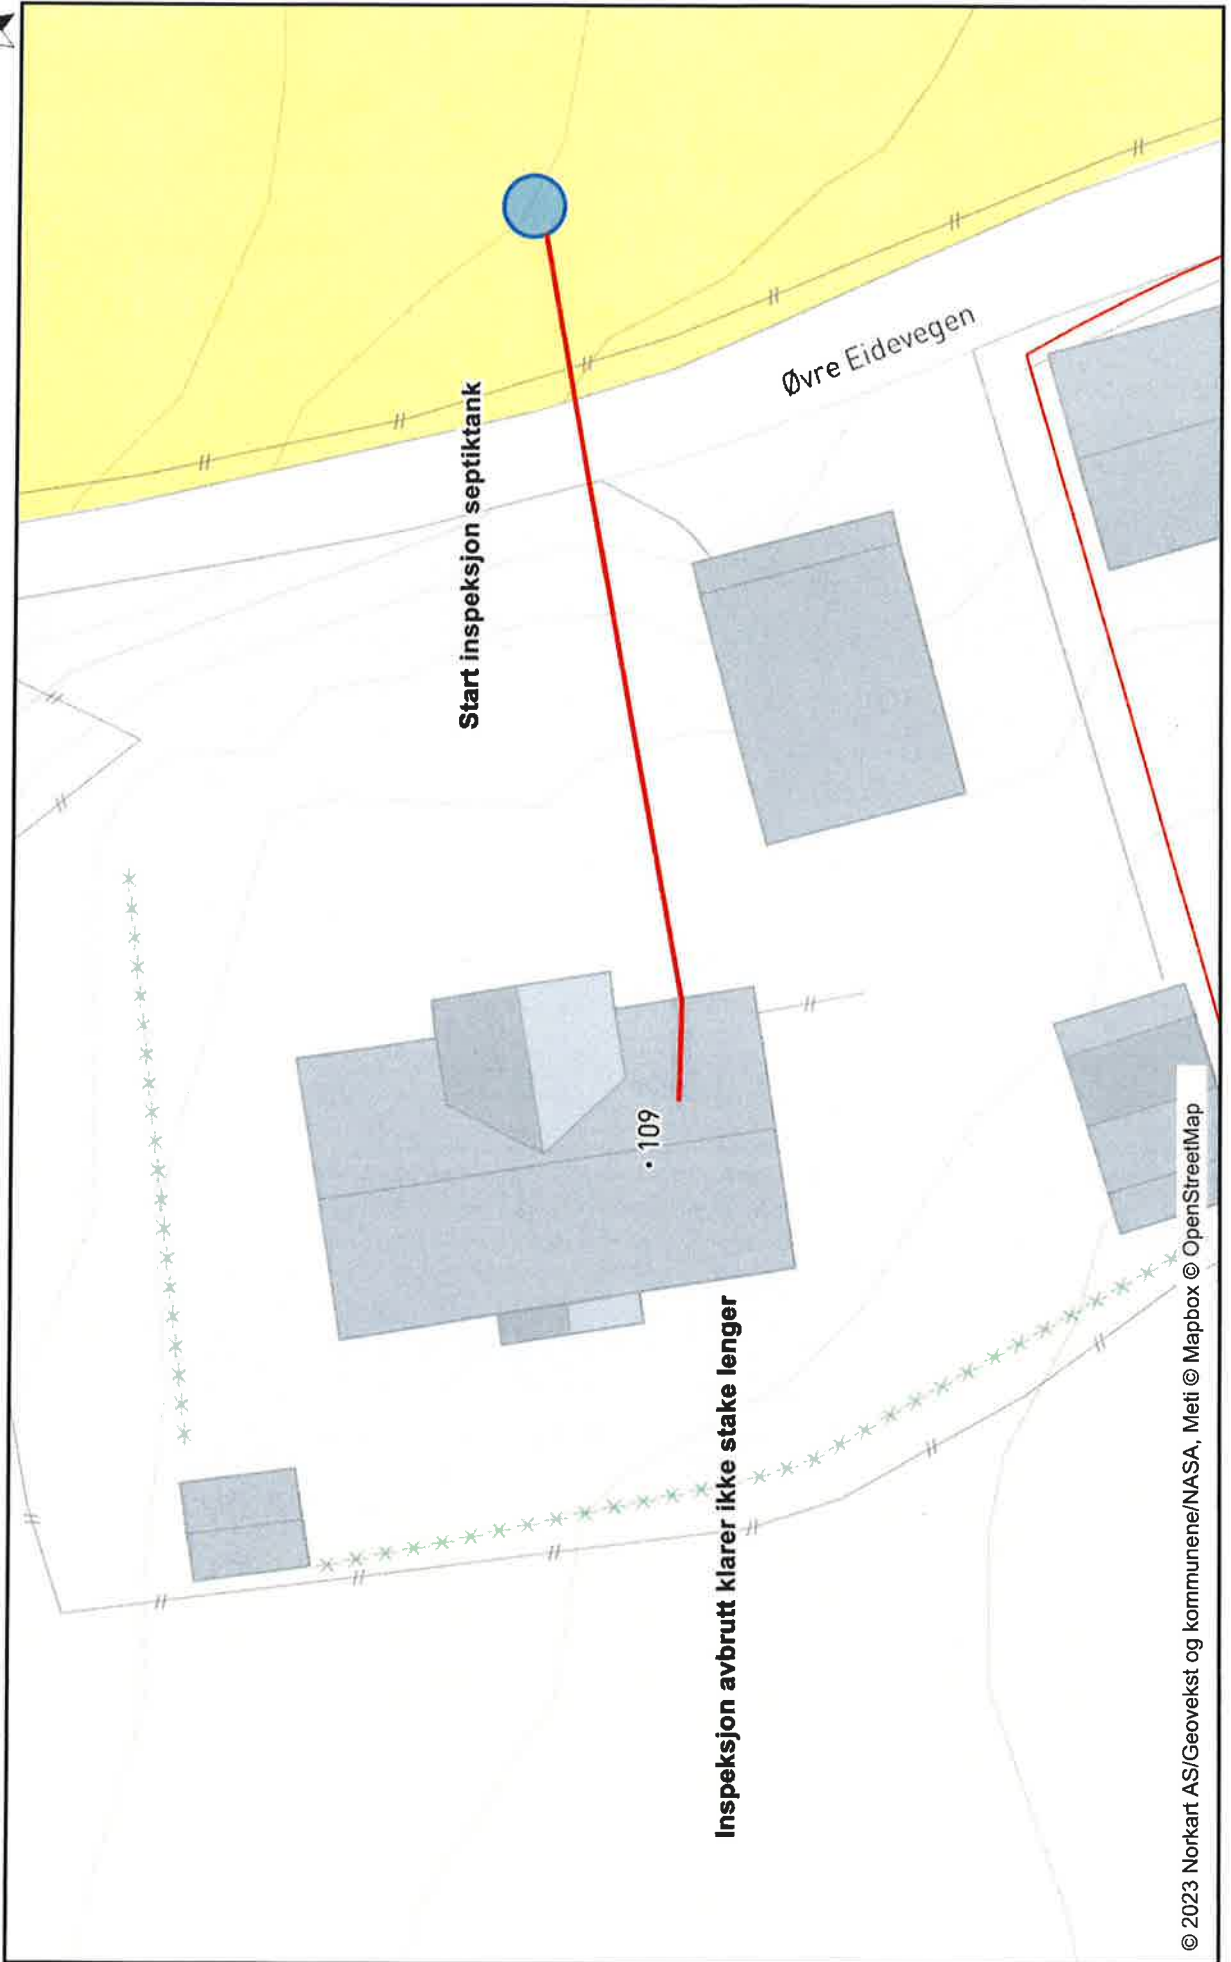 Start inspeksjon septiktank
Øvre Eidevegen
109
Inspeksjon avbrutt klarer ikke stake lenger
© 2023 Norkart AS/Geovekst og kommunene/NASA, Meti © Mapbox © OpenStreetMap